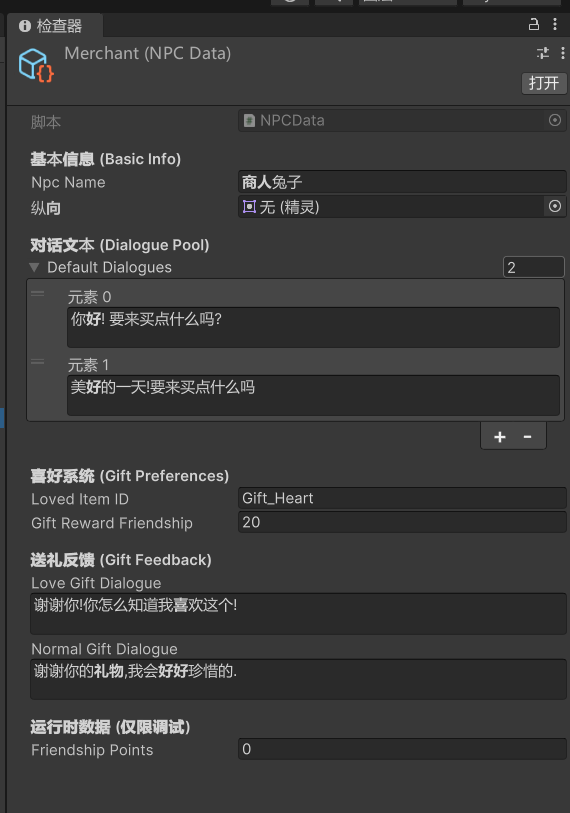 检查器
Merchant (NPC Data)
打开
脚本
NPCData
基本信息 (Basic Info)
Npc Name
商人兔子
纵向
无 (精灵)
对话文本 (Dialogue Pool)
Default Dialogues
2
元素 0
你好! 要来买点什么吗?
元素 1
美好的一天!要来买点什么吗
+ -
喜好系统 (Gift Preferences)
Loved Item ID
Gift_Heart
Gift Reward Friendship
20
送礼反馈 (Gift Feedback)
Love Gift Dialogue
谢谢你!你怎么知道我喜欢这个!
Normal Gift Dialogue
谢谢你的礼物,我会好好珍惜的.
运行时数据 (仅限调试)
Friendship Points
0